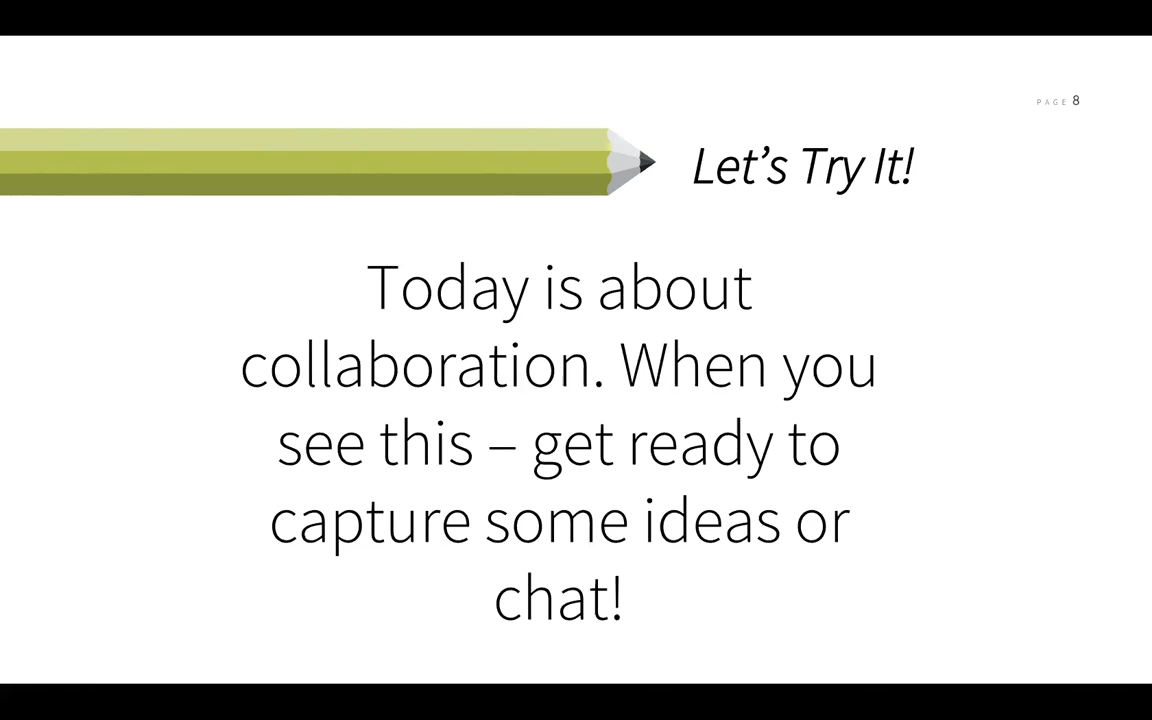 PAGE 8
Let’s Try It!
Today is about
collaboration. When you
see this – get ready to
capture some ideas or
chat!